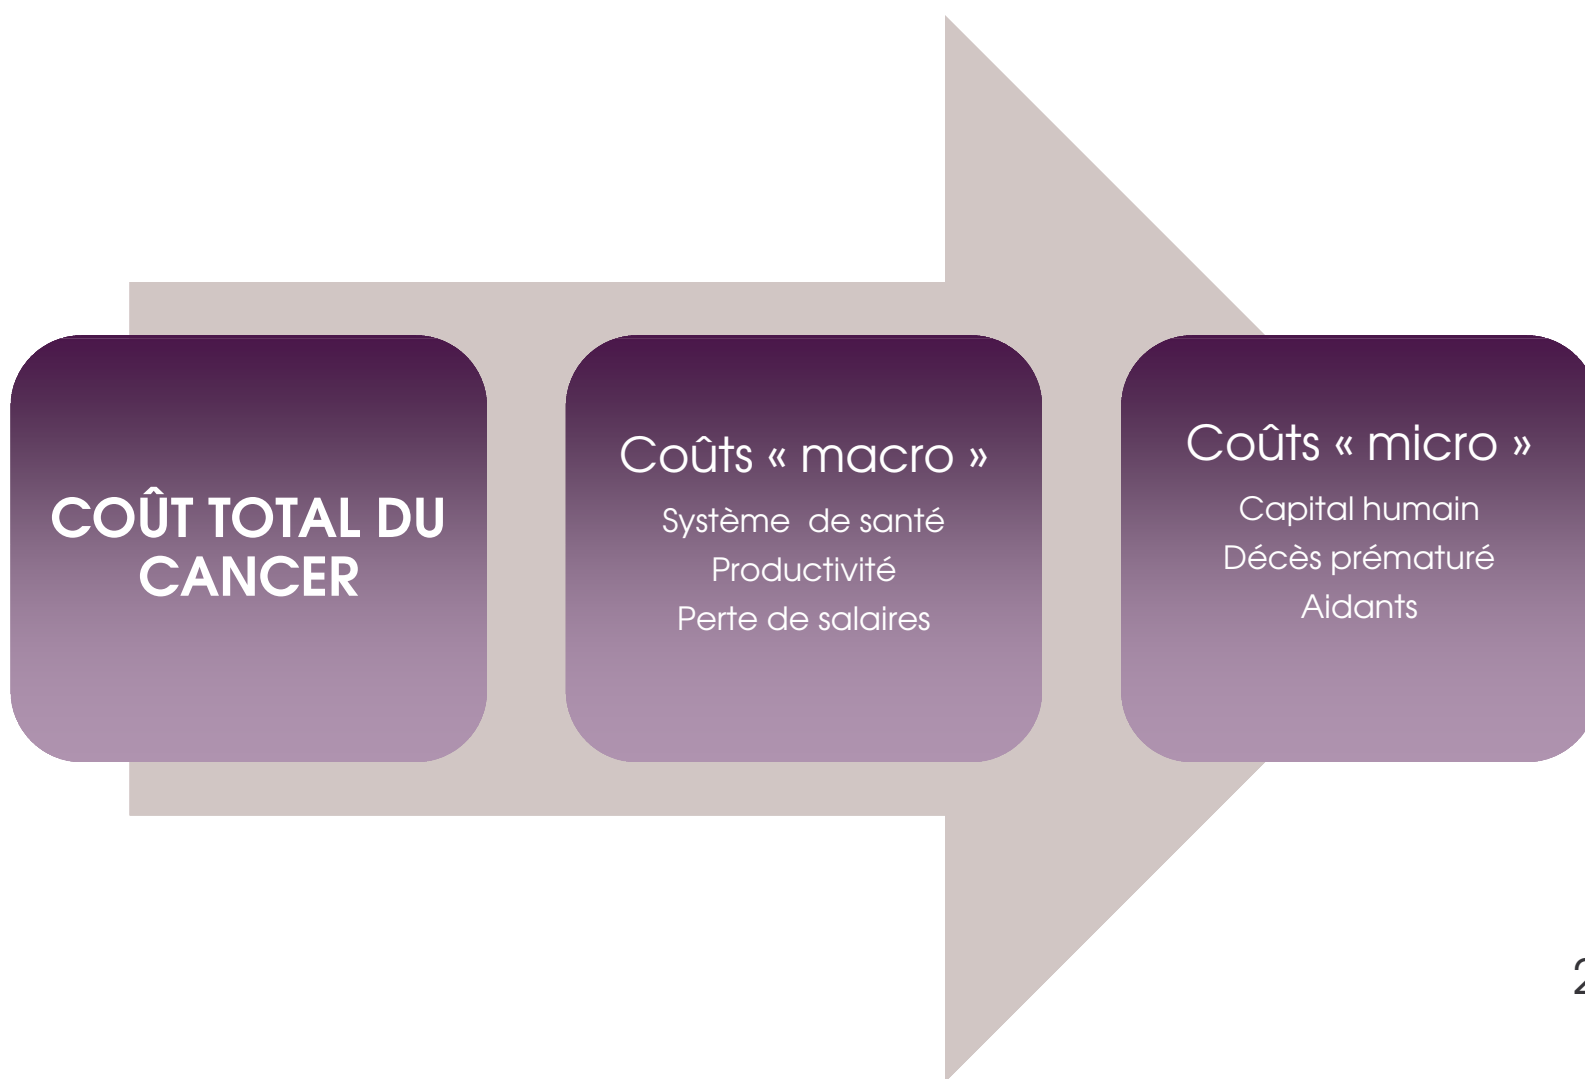 COÛT TOTAL DU
CANCER
Coûts « macro »
Système de santé
Productivité
Perte de salaires
Coûts « micro »
Capital humain
Décès prématuré
Aidants
2